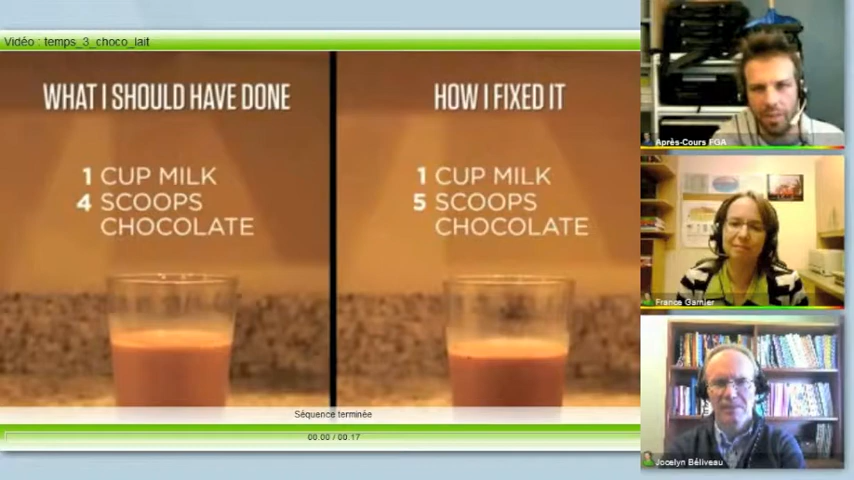 Vidéo : temps_3_choco_lait
WHAT I SHOULD HAVE DONE
1 CUP MILK
4 SCOOPS
CHOCOLATE
HOW I FIXED IT
1 CUP MILK
5 SCOOPS
CHOCOLATE
Séquence terminée
00:00 / 00:17
Après-Cours FGA
France Garnier
Jocelyn Béliveau